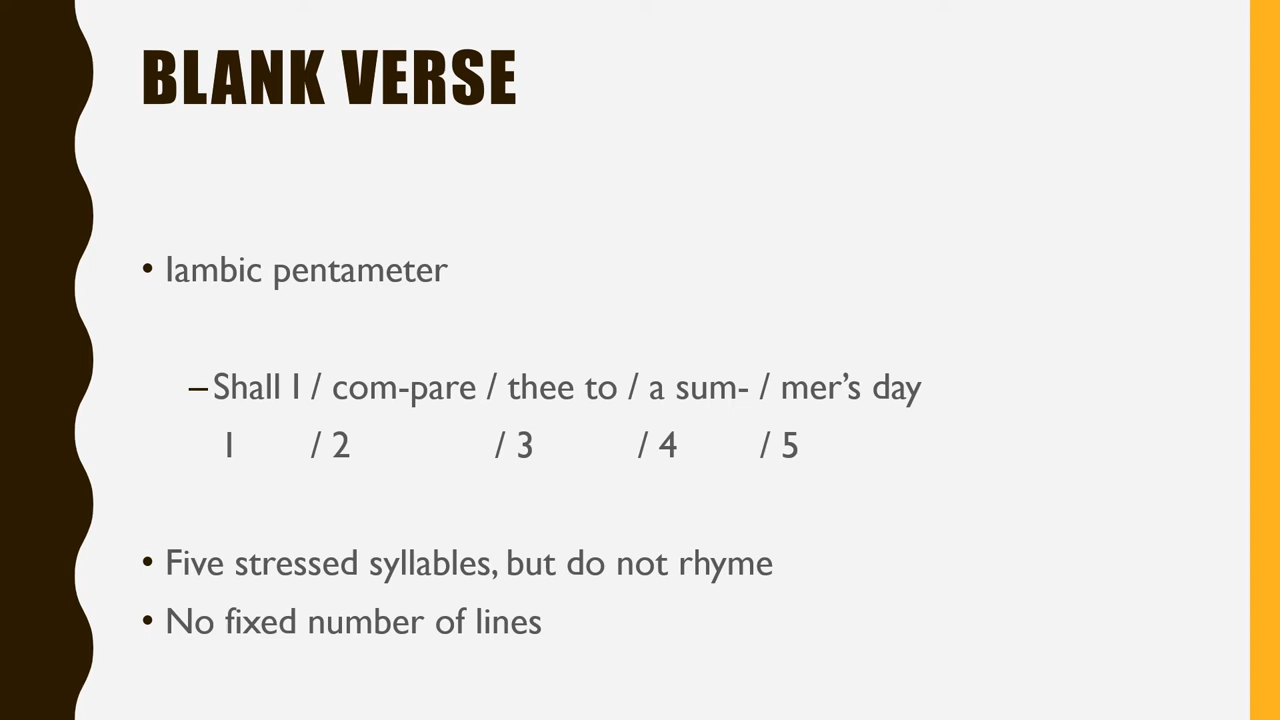 BLANK VERSE
• Iambic pentameter
–Shall I / com-pare / thee to / a sum- / mer’s day
1 / 2 / 3 / 4 / 5
• Five stressed syllables, but do not rhyme
• No fixed number of lines